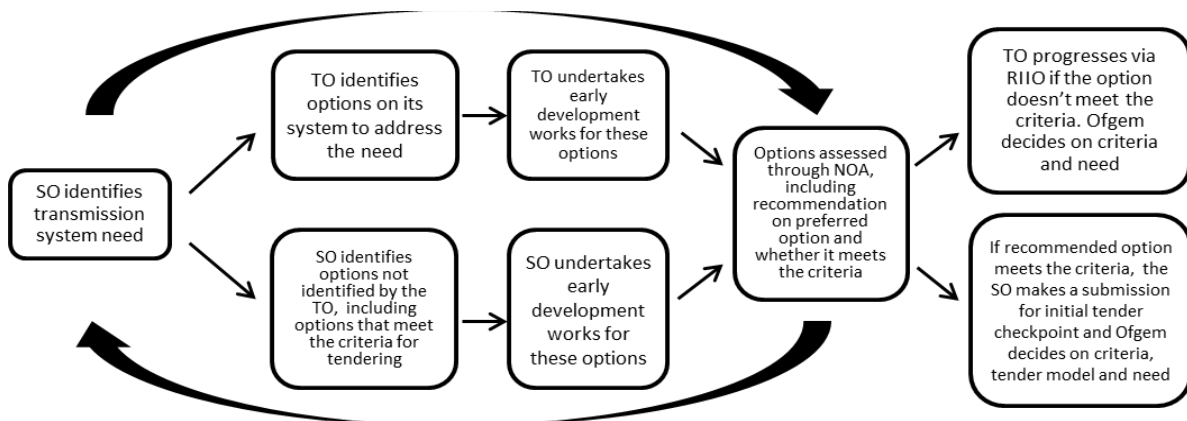 SO identifies
transmission
system need
TO identifies
options on its
system to address
the need
TO undertakes
early
development
works for these
options
SO identifies
options not
identified by the
TO, including
options that meet
the criteria for
tendering
SO undertakes
early
development
works for
these options
Options assessed
through NOA,
including
recommendation
on preferred
option and
whether it meets
the criteria
TO progresses via
RIIO if the option
doesn't meet the
criteria. Ofgem
decides on criteria
and need
If recommended option
meets the criteria, the
SO makes a submission
for initial tender
checkpoint and Ofgem
decides on criteria,
tender model and need